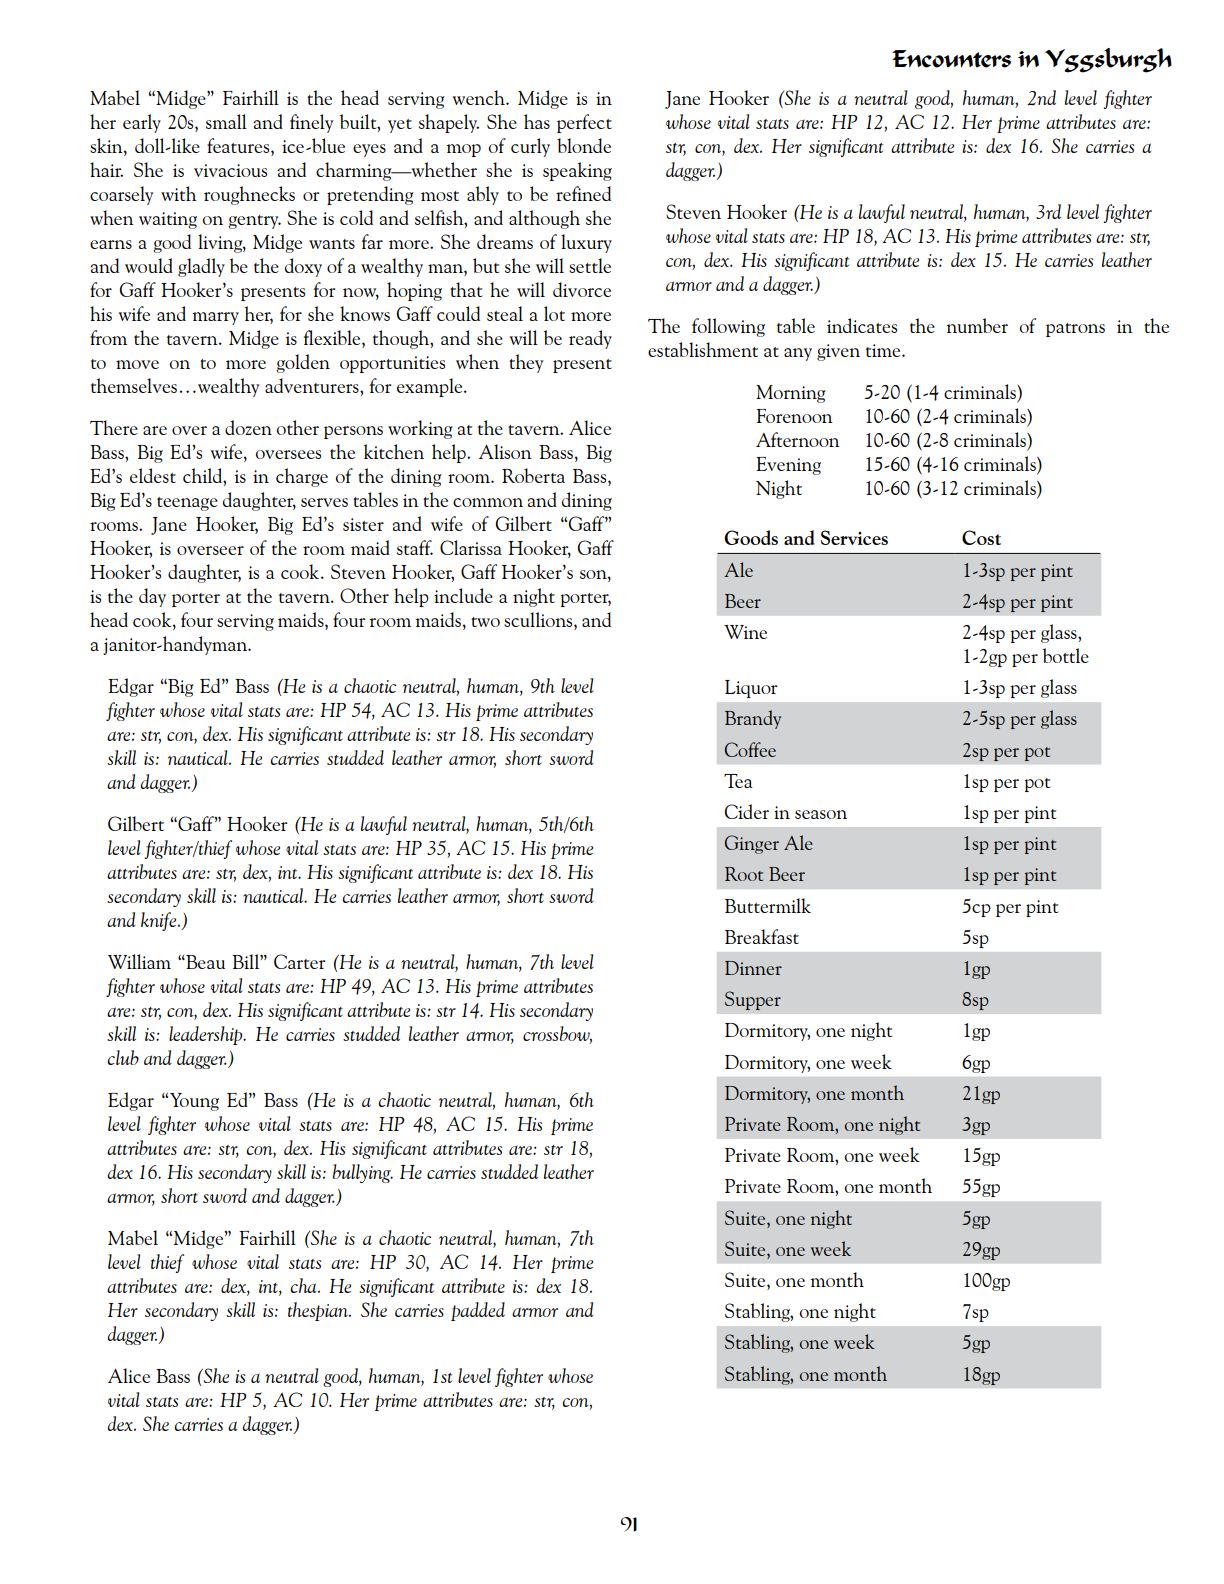 Encounters in Yggsburgh
Mabel “Midge” Fairhill is the head serving wench. Midge is in
her early 20s, small and finely built, yet shapely. She has perfect
skin, doll-like features, ice-blue eyes and a mop of curly blonde
hair. She is vivacious and charming—whether she is speaking
coarsely with roughnecks or pretending most ably to be refined
when waiting on gentry. She is cold and selfish, and although she
earns a good living, Midge wants far more. She dreams of luxury
and would gladly be the doxy of a wealthy man, but she will settle
for Gaff Hooker’s presents for now, hoping that he will divorce
his wife and marry her, for she knows Gaff could steal a lot more
from the tavern. Midge is flexible, though, and she will be ready
to move on to more golden opportunities when they present
themselves…wealthy adventurers, for example.
There are over a dozen other persons working at the tavern. Alice
Bass, Big Ed’s wife, oversees the kitchen help. Alison Bass, Big
Ed’s eldest child, is in charge of the dining room. Roberta Bass,
Big Ed’s teenage daughter, serves tables in the common and dining
rooms. Jane Hooker, Big Ed’s sister and wife of Gilbert “Gaff”
Hooker, is overseer of the room maid staff. Clarissa Hooker, Gaff
Hooker’s daughter, is a cook. Steven Hooker, Gaff Hooker’s son,
is the day porter at the tavern. Other help include a night porter,
head cook, four serving maids, four room maids, two scullions, and
a janitor-handyman.
Edgar “Big Ed” Bass (He is a chaotic neutral, human, 9th level
fighter whose vital stats are: HP 54, AC 13. His prime attributes
are: str, con, dex. His significant attribute is: str 18. His secondary
skill is: nautical. He carries studded leather armor, short sword
and dagger.)
Gilbert “Gaff” Hooker (He is a lawful neutral, human, 5th/6th
level fighter/thief whose vital stats are: HP 35, AC 15. His prime
attributes are: str, dex, int. His significant attribute is: dex 18. His
secondary skill is: nautical. He carries leather armor, short sword
and knife.)
William “Beau Bill” Carter (He is a neutral, human, 7th level
fighter whose vital stats are: HP 49, AC 13. His prime attributes
are: str, con, dex. His significant attribute is: str 14. His secondary
skill is: leadership. He carries studded leather armor, crossbow,
club and dagger.)
Edgar “Young Ed” Bass (He is a chaotic neutral, human, 6th
level fighter whose vital stats are: HP 48, AC 15. His prime
attributes are: str, con, dex. His significant attributes are: str 18,
dex 16. His secondary skill is: bullying. He carries studded leather
armor, short sword and dagger.)
Mabel “Midge” Fairhill (She is a chaotic neutral, human, 7th
level thief whose vital stats are: HP 30, AC 14. Her prime
attributes are: dex, int, cha. He significant attribute is: dex 18.
Her secondary skill is: thespian. She carries padded armor and
dagger.)
Alice Bass (She is a neutral good, human, 1st level fighter whose
vital stats are: HP 5, AC 10. Her prime attributes are: str, con,
dex. She carries a dagger.)
Jane Hooker (She is a neutral good, human, 2nd level fighter
whose vital stats are: HP 12, AC 12. Her prime attributes are:
str, con, dex. Her significant attribute is: dex 16. She carries a
dagger.)
Steven Hooker (He is a lawful neutral, human, 3rd level fighter
whose vital stats are: HP 18, AC 13. His prime attributes are: str,
con, dex. His significant attribute is: dex 15. He carries leather
armor and a dagger.)
The following table indicates the number of patrons in the
establishment at any given time.
Morning 5-20 (1-4 criminals)
Forenoon 10-60 (2-4 criminals)
Afternoon 10-60 (2-8 criminals)
Evening 15-60 (4-16 criminals)
Night 10-60 (3-12 criminals)
Goods and Services Cost
Ale 1-3sp per pint
Beer 2-4sp per pint
Wine 2-4sp per glass,
1-2gp per bottle
Liquor 1-3sp per glass
Brandy 2-5sp per glass
Coffee 2sp per pot
Tea 1sp per pot
Cider in season 1sp per pint
Ginger Ale 1sp per pint
Root Beer 1sp per pint
Buttermilk 5cp per pint
Breakfast 5sp
Dinner 1gp
Supper 8sp
Dormitory, one night 1gp
Dormitory, one week 6gp
Dormitory, one month 21gp
Private Room, one night 3gp
Private Room, one week 15gp
Private Room, one month 55gp
Suite, one night 5gp
Suite, one week 29gp
Suite, one month 100gp
Stabling, one night 7sp
Stabling, one week 5gp
Stabling, one month 18gp
91